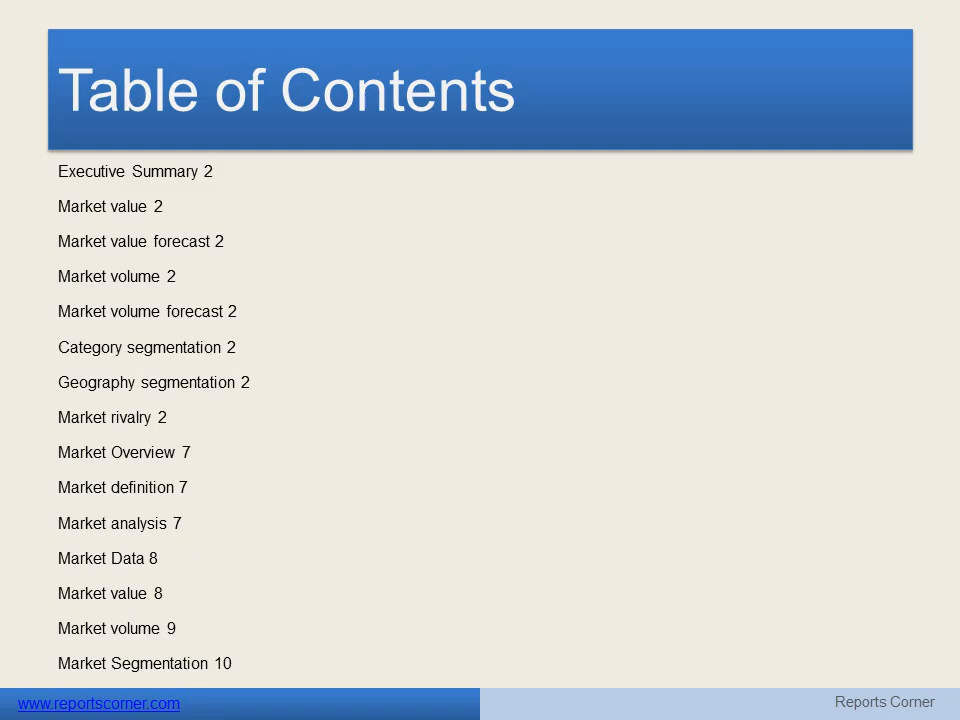 Table of Contents
Executive Summary 2
Market value 2
Market value forecast 2
Market volume 2
Market volume forecast 2
Category segmentation 2
Geography segmentation 2
Market rivalry 2
Market Overview 7
Market definition 7
Market analysis 7
Market Data 8
Market value 8
Market volume 9
Market Segmentation 10
www.reportscorner.com
Reports Corner